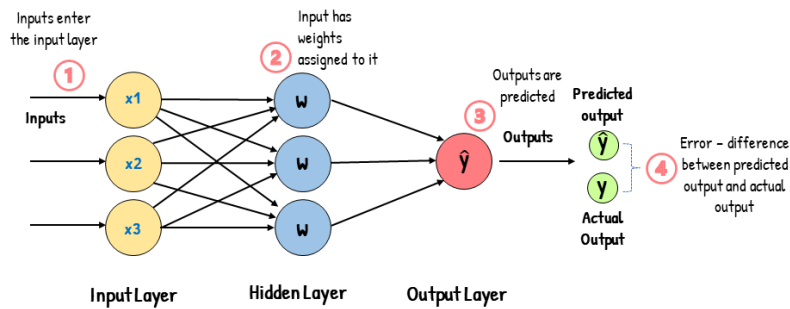 Inputs enter
the input layer
1
Inputs
x1
x2
x3
Input Layer
2
Input has
weights
assigned to it
w
w
w
Hidden Layer
3
Outputs are
predicted
ŷ
Outputs
Output Layer
Predicted
output
ŷ
y
Actual
Output
4
Error – difference
between predicted
output and actual
output